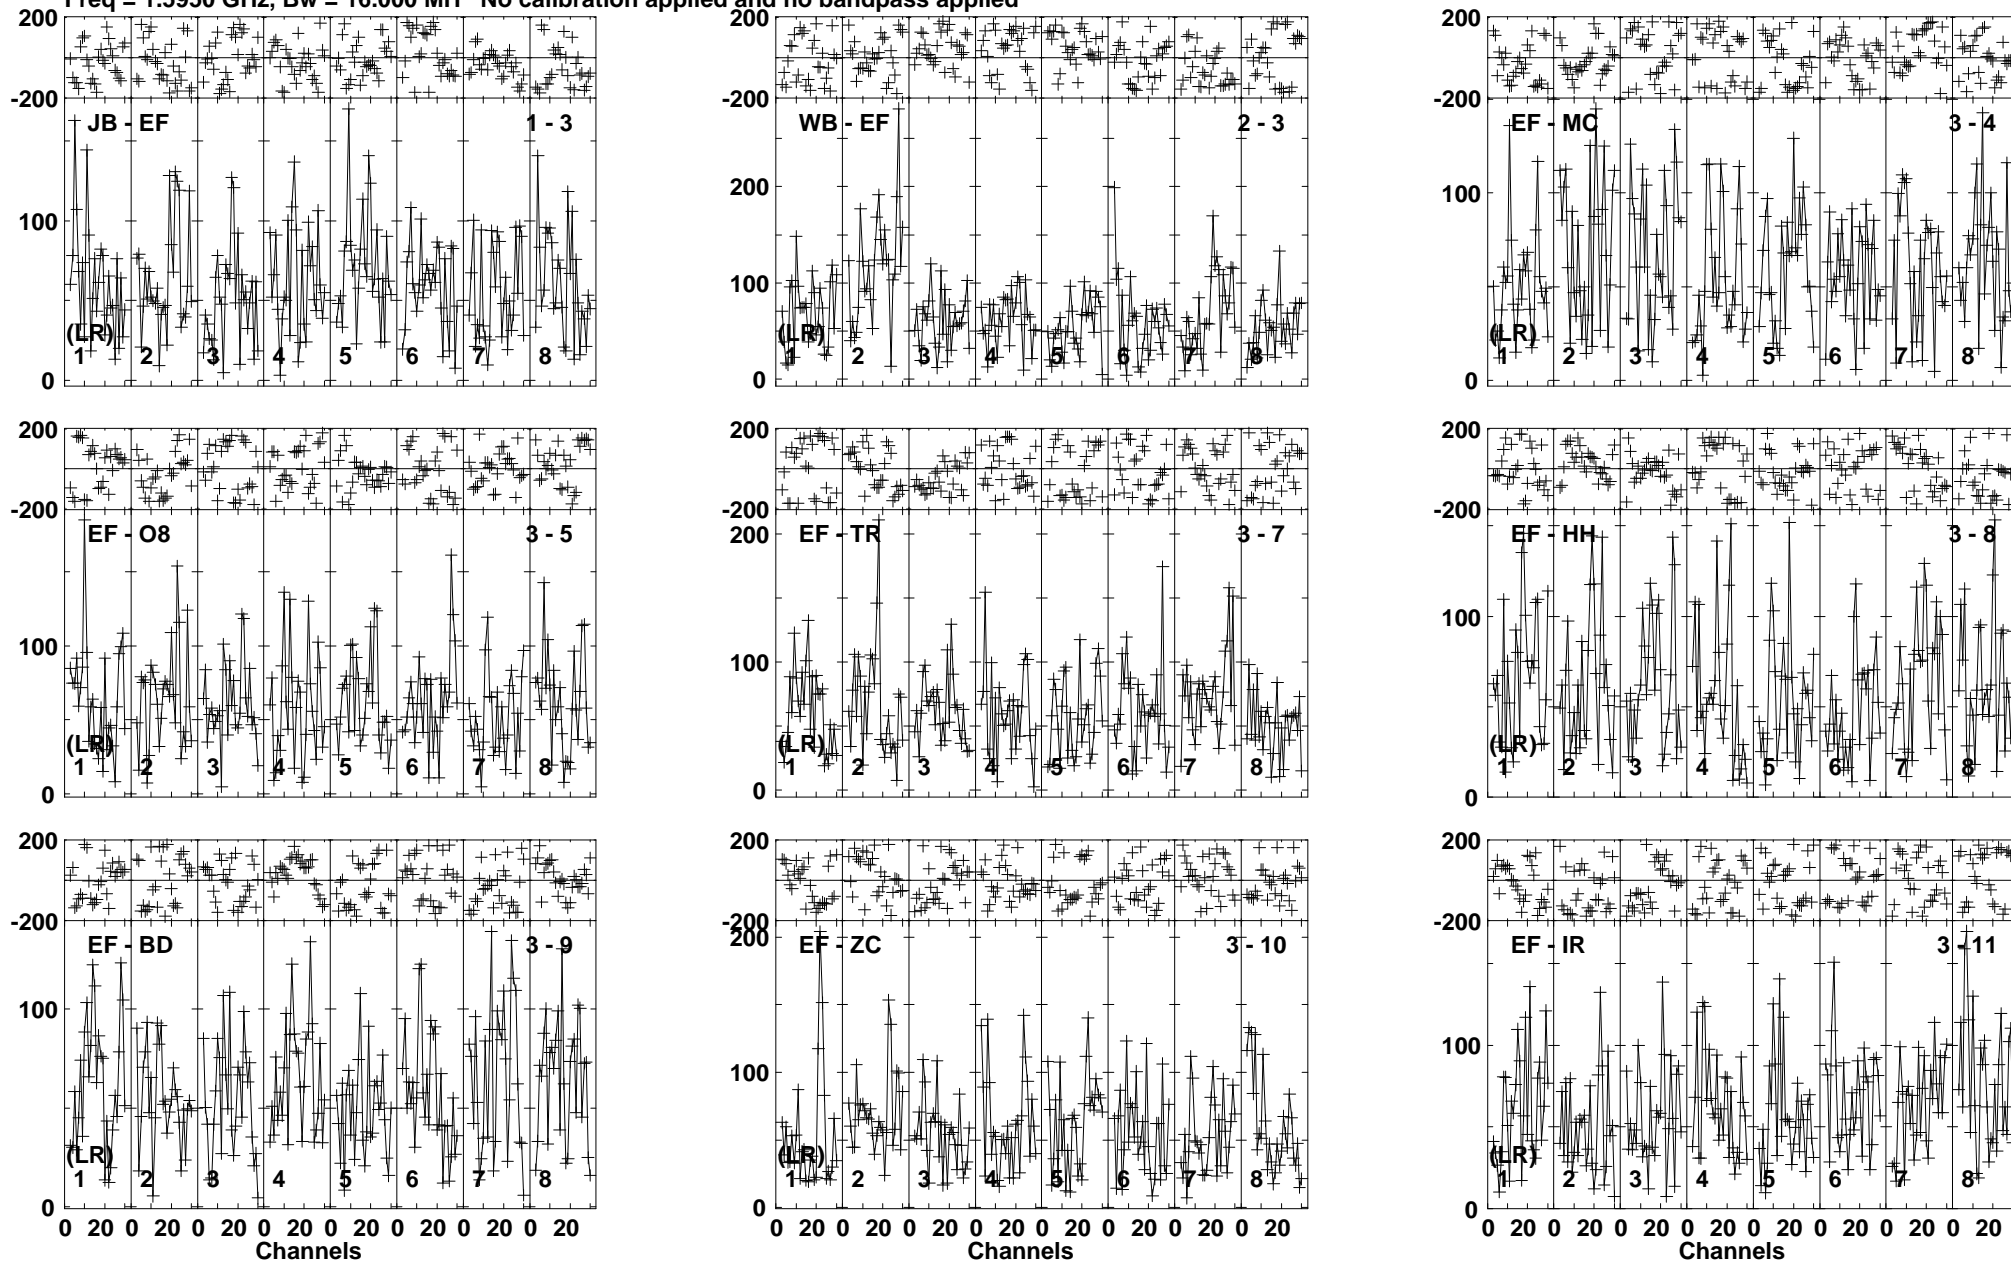 Freq = 1.5950 GHz, Bw = 16.000 MH No calibration applied and no bandpass applied
200 200 200
-200 -200 -200
JB - EF 1 - 3 WB - EF 2 - 3 EF - MC 3 - 4
200
100 100 100
(LR) (LR) (LR)
1 2 3 4 5 6 7 8 1 2 3 4 5 6 7 8 1 2 3 4 5 6 7 8
0 0 0
200 200 200
-200 -200 -200
EF - O8 3 - 5 EF - TR 3 - 7 EF - HH 3 - 8
200
100 100 100
(LR) (LR) (LR)
1 2 3 4 5 6 7 8 1 2 3 4 5 6 7 8 1 2 3 4 5 6 7 8
0 0 0
200 200 200
-200 -200 -200
EF - BD 3 - 9 EF - ZC 3 - 10 EF - IR 3 - 11
200
100 100 100
(LR) (LR) (LR)
1 2 3 4 5 6 7 8 1 2 3 4 5 6 7 8 1 2 3 4 5 6 7 8
0 0 0
0 20 0 20 0 20 0 20 0 20 0 20 0 20 0 20 0 20 0 20 0 20 0 20 0 20 0 20 0 20 0 20 0 20 0 20 0 20 0 20 0 20 0 20 0 20 0 20
Channels Channels Channels